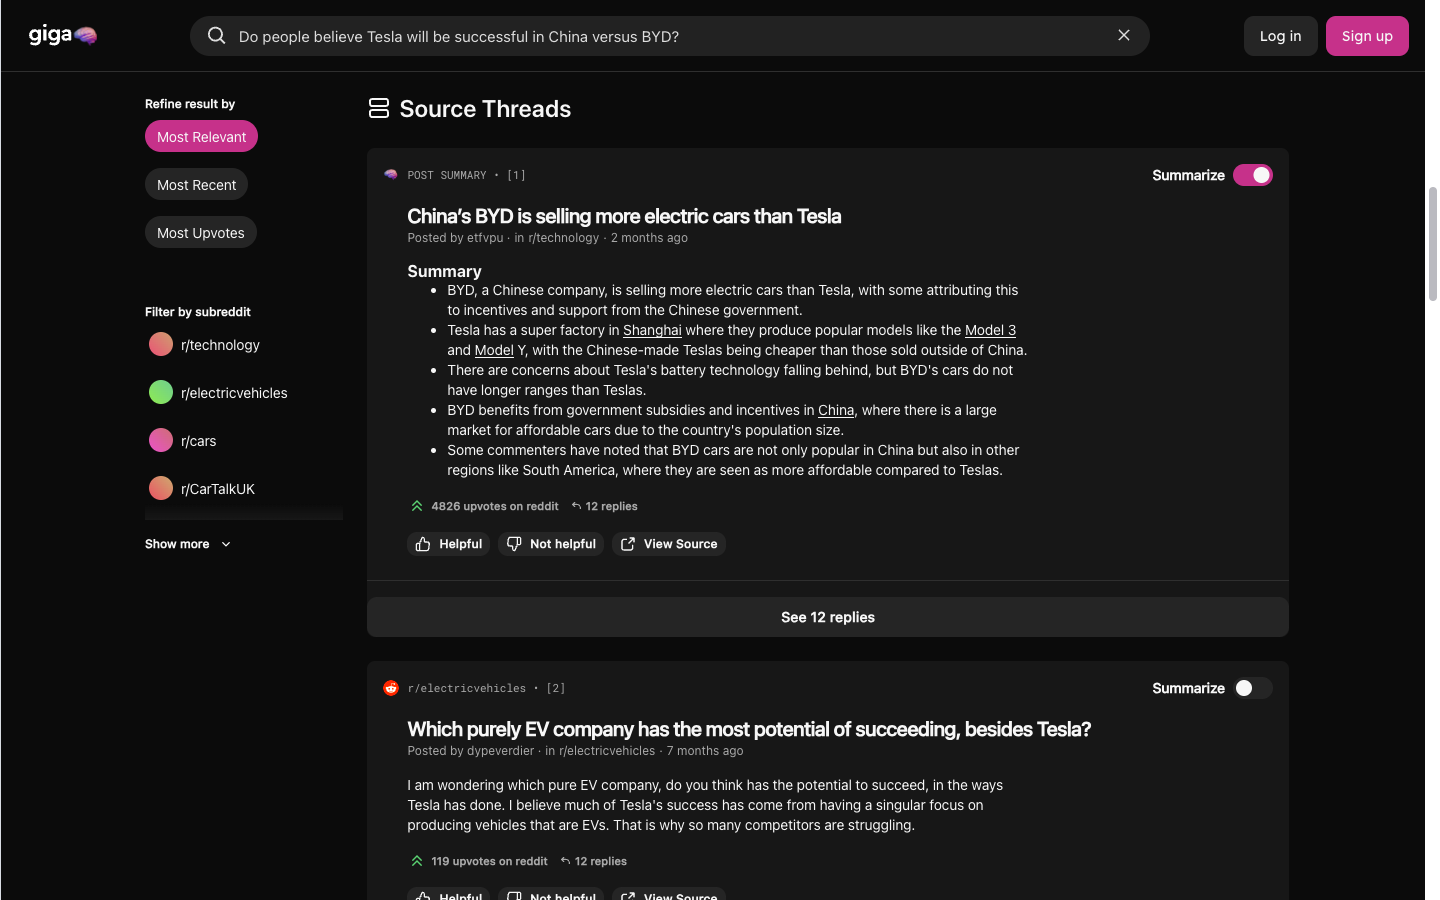 giga
Do people believe Tesla will be successful in China versus BYD?
Log in
Sign up
Refine result by
Most Relevant
Most Recent
Most Upvotes
Filter by subreddit
r/technology
r/electricvehicles
r/cars
r/CarTalkUK
Show more
Source Threads
POST SUMMARY • [1]
Summarize
China’s BYD is selling more electric cars than Tesla
Posted by etfvpu · in r/technology · 2 months ago
Summary
• BYD, a Chinese company, is selling more electric cars than Tesla, with some attributing this
to incentives and support from the Chinese government.
• Tesla has a super factory in Shanghai where they produce popular models like the Model 3
and Model Y, with the Chinese-made Teslas being cheaper than those sold outside of China.
• There are concerns about Tesla's battery technology falling behind, but BYD's cars do not
have longer ranges than Teslas.
• BYD benefits from government subsidies and incentives in China, where there is a large
market for affordable cars due to the country's population size.
• Some commenters have noted that BYD cars are not only popular in China but also in other
regions like South America, where they are seen as more affordable compared to Teslas.
4826 upvotes on reddit 12 replies
Helpful Not helpful View Source
See 12 replies
r/electricvehicles • [2]
Summarize
Which purely EV company has the most potential of succeeding, besides Tesla?
Posted by dypeverdier · in r/electricvehicles · 7 months ago
I am wondering which pure EV company, do you think has the potential to succeed, in the ways
Tesla has done. I believe much of Tesla's success has come from having a singular focus on
producing vehicles that are EVs. That is why so many competitors are struggling.
119 upvotes on reddit 12 replies
Helpful Not helpful View Source